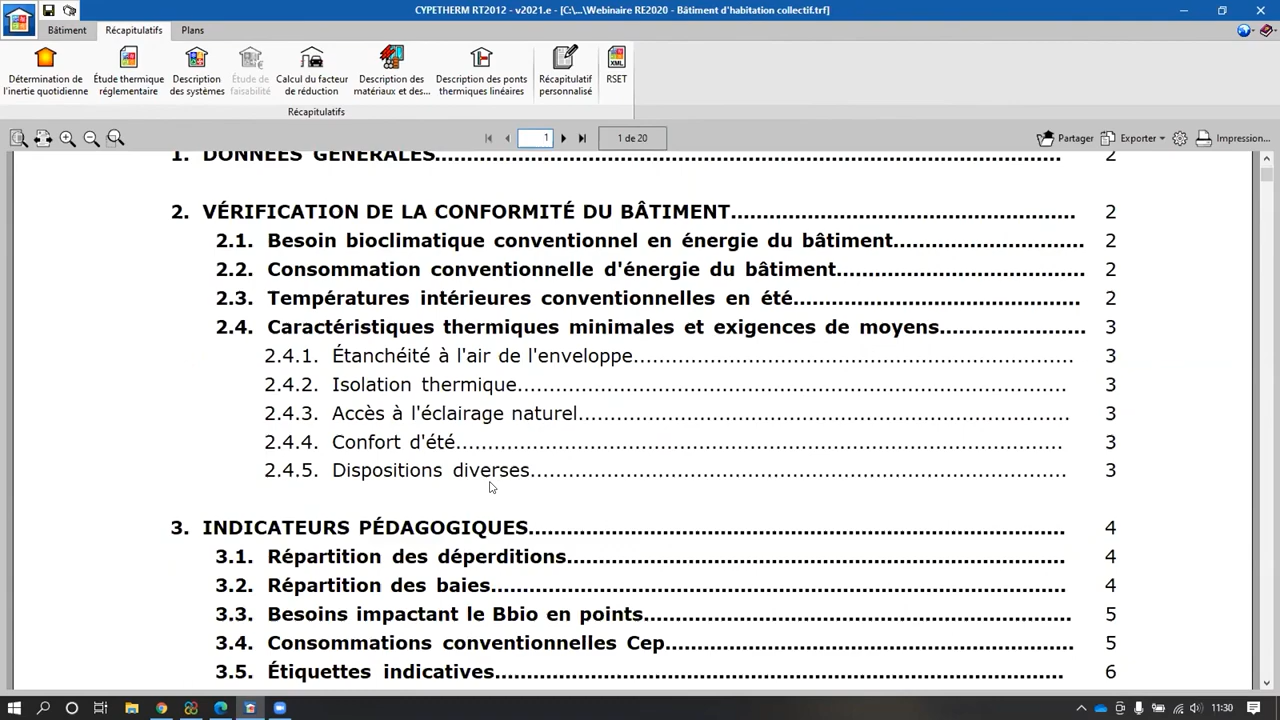 CYPETHERM RT2012 - v2021.e - [C:\...\Webinaire RE2020 - Bâtiment d'habitation collectif.trf]
Bâtiment Récapitulatifs Plans
Détermination de l'inertie quotidienne
Étude thermique réglementaire
Description des systèmes
Étude de faisabilité
Calcul du facteur de réduction
Description des matériaux et des...
Description des ponts thermiques linéaires
Récapitulatif personnalisé
XML
RSET
Récapitulatifs
1 1 de 20 Partager Exporter Impression...
1. DONNÉES GÉNÉRALES 2
2. VÉRIFICATION DE LA CONFORMITÉ DU BÂTIMENT 2
2.1. Besoin bioclimatique conventionnel en énergie du bâtiment 2
2.2. Consommation conventionnelle d'énergie du bâtiment 2
2.3. Températures intérieures conventionnelles en été 2
2.4. Caractéristiques thermiques minimales et exigences de moyens 3
2.4.1. Étanchéité à l'air de l'enveloppe 3
2.4.2. Isolation thermique 3
2.4.3. Accès à l'éclairage naturel 3
2.4.4. Confort d'été 3
2.4.5. Dispositions diverses 3
3. INDICATEURS PÉDAGOGIQUES 4
3.1. Répartition des déperditions 4
3.2. Répartition des baies 4
3.3. Besoins impactant le Bbio en points 5
3.4. Consommations conventionnelles Cep 5
3.5. Étiquettes indicatives 6
11:30